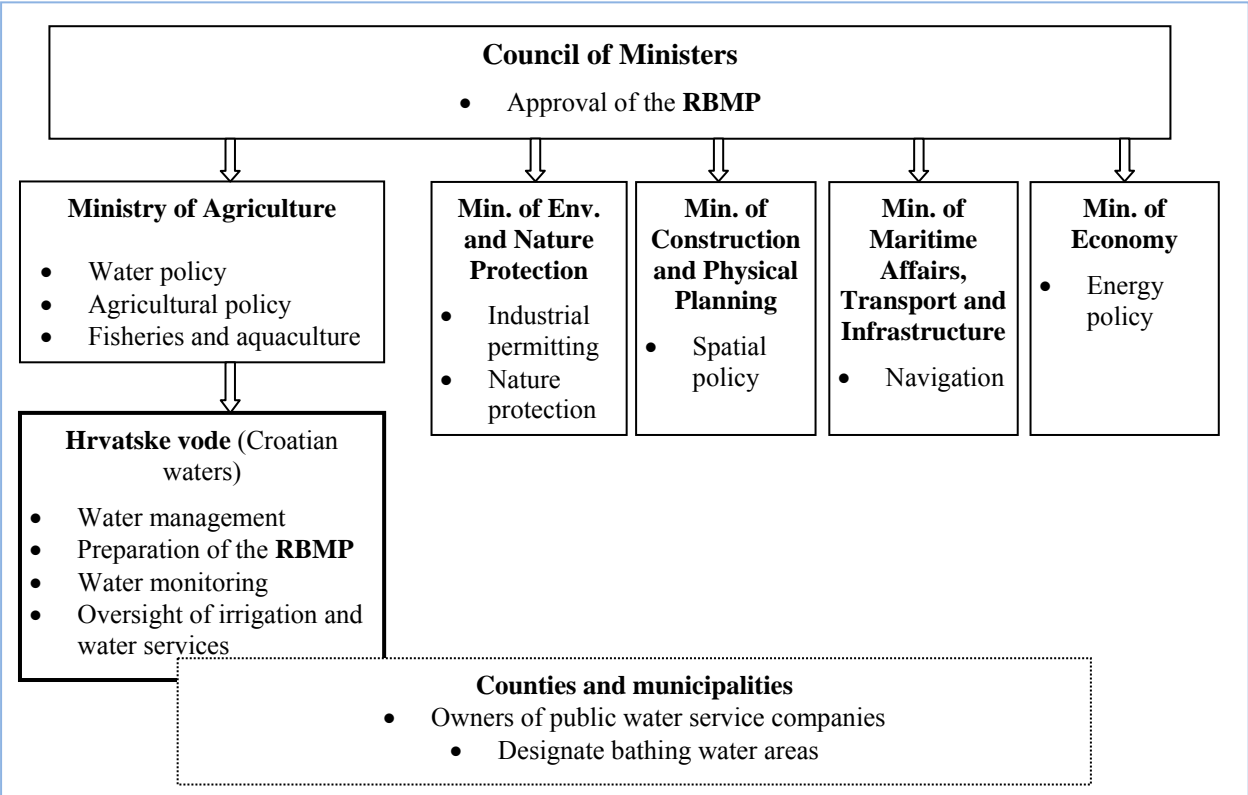 Council of Ministers
• Approval of the RBMP
Ministry of Agriculture
• Water policy
• Agricultural policy
• Fisheries and aquaculture
Min. of Env.
and Nature
Protection
• Industrial
permitting
• Nature
protection
Min. of
Construction
and Physical
Planning
• Spatial
policy
Min. of
Maritime
Affairs,
Transport and
Infrastructure
• Navigation
Min. of
Economy
• Energy
policy
Hrvatske vode (Croatian
waters)
• Water management
• Preparation of the RBMP
• Water monitoring
• Oversight of irrigation and
water services
Counties and municipalities
• Owners of public water service companies
• Designate bathing water areas